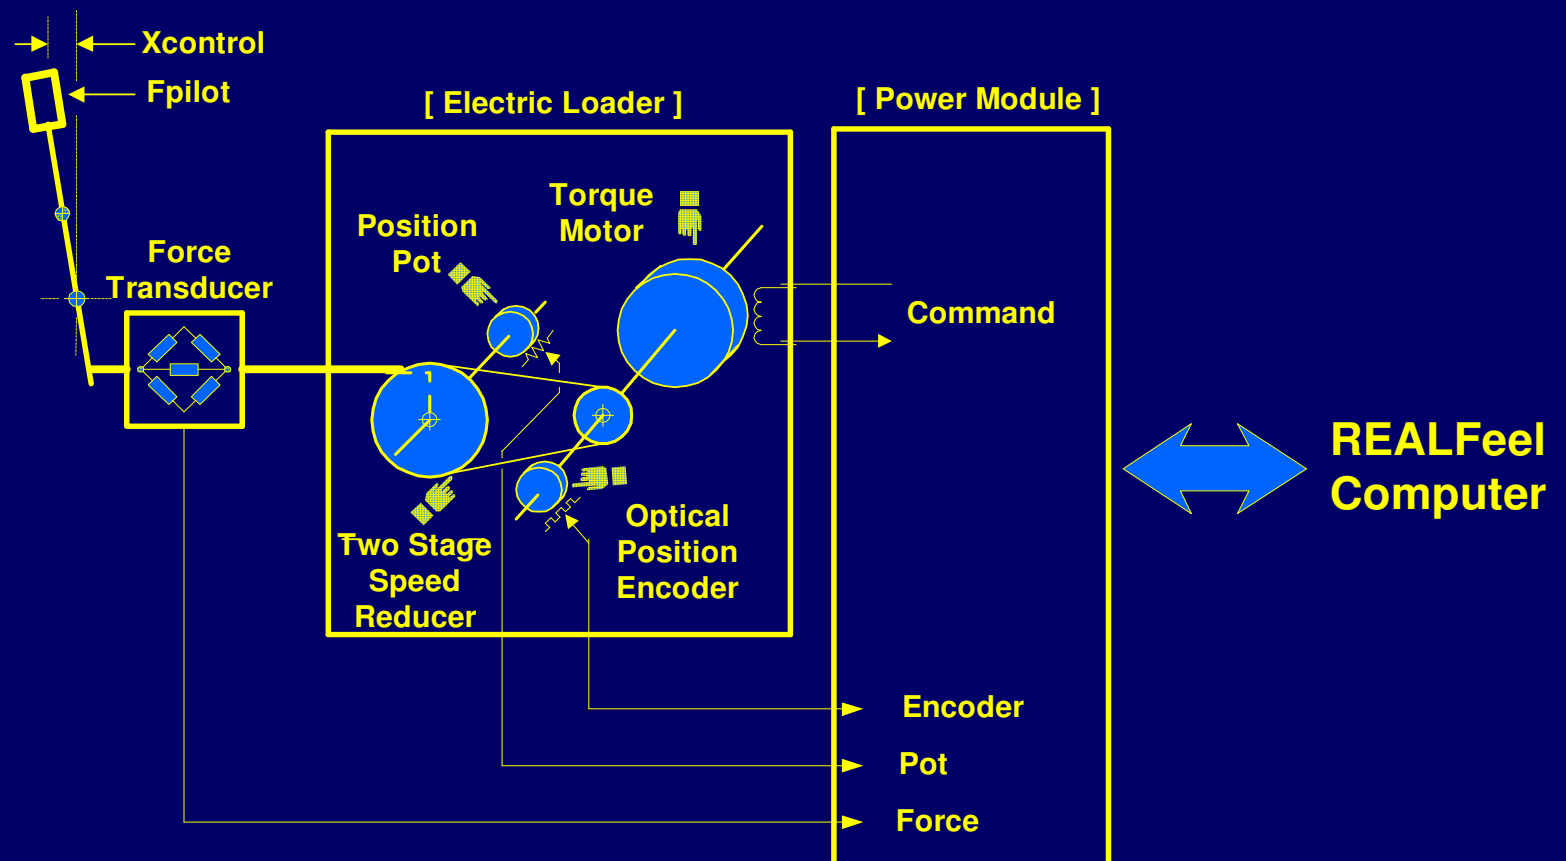 Xcontrol
Fpilot
[ Electric Loader ]
[ Power Module ]
Torque
Motor
Position
Pot
Force
Transducer
Command
REALFeel
Computer
Optical
Position
Encoder
Two Stage
Speed
Reducer
Encoder
Pot
Force